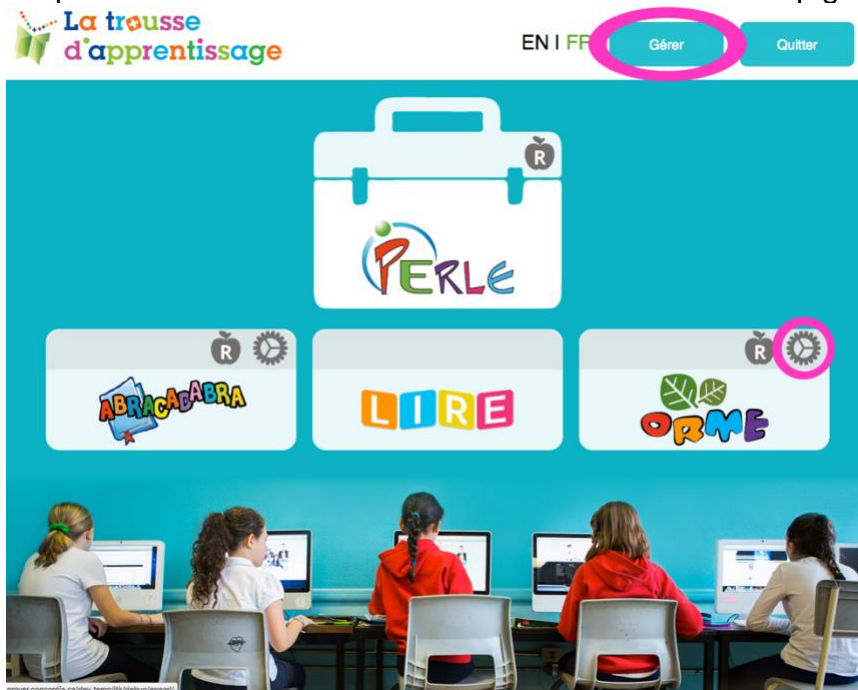 La trousse
d'apprentissage
EN I FR
Gérer
Quitter
R
PERLE
R
R
ABRACADABRA
LIRE
ORME